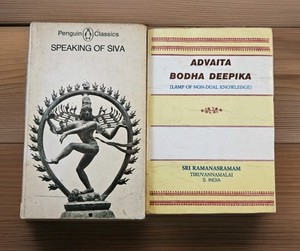 Penguin Classics
SPEAKING OF SIVA
ADVAITA
BODHA DEEPIKA
[LAMP OF NON-DUAL KNOWLEDGE]
SRI RAMANASRAMAM
TIRUVANNAMALAI
S. INDIA